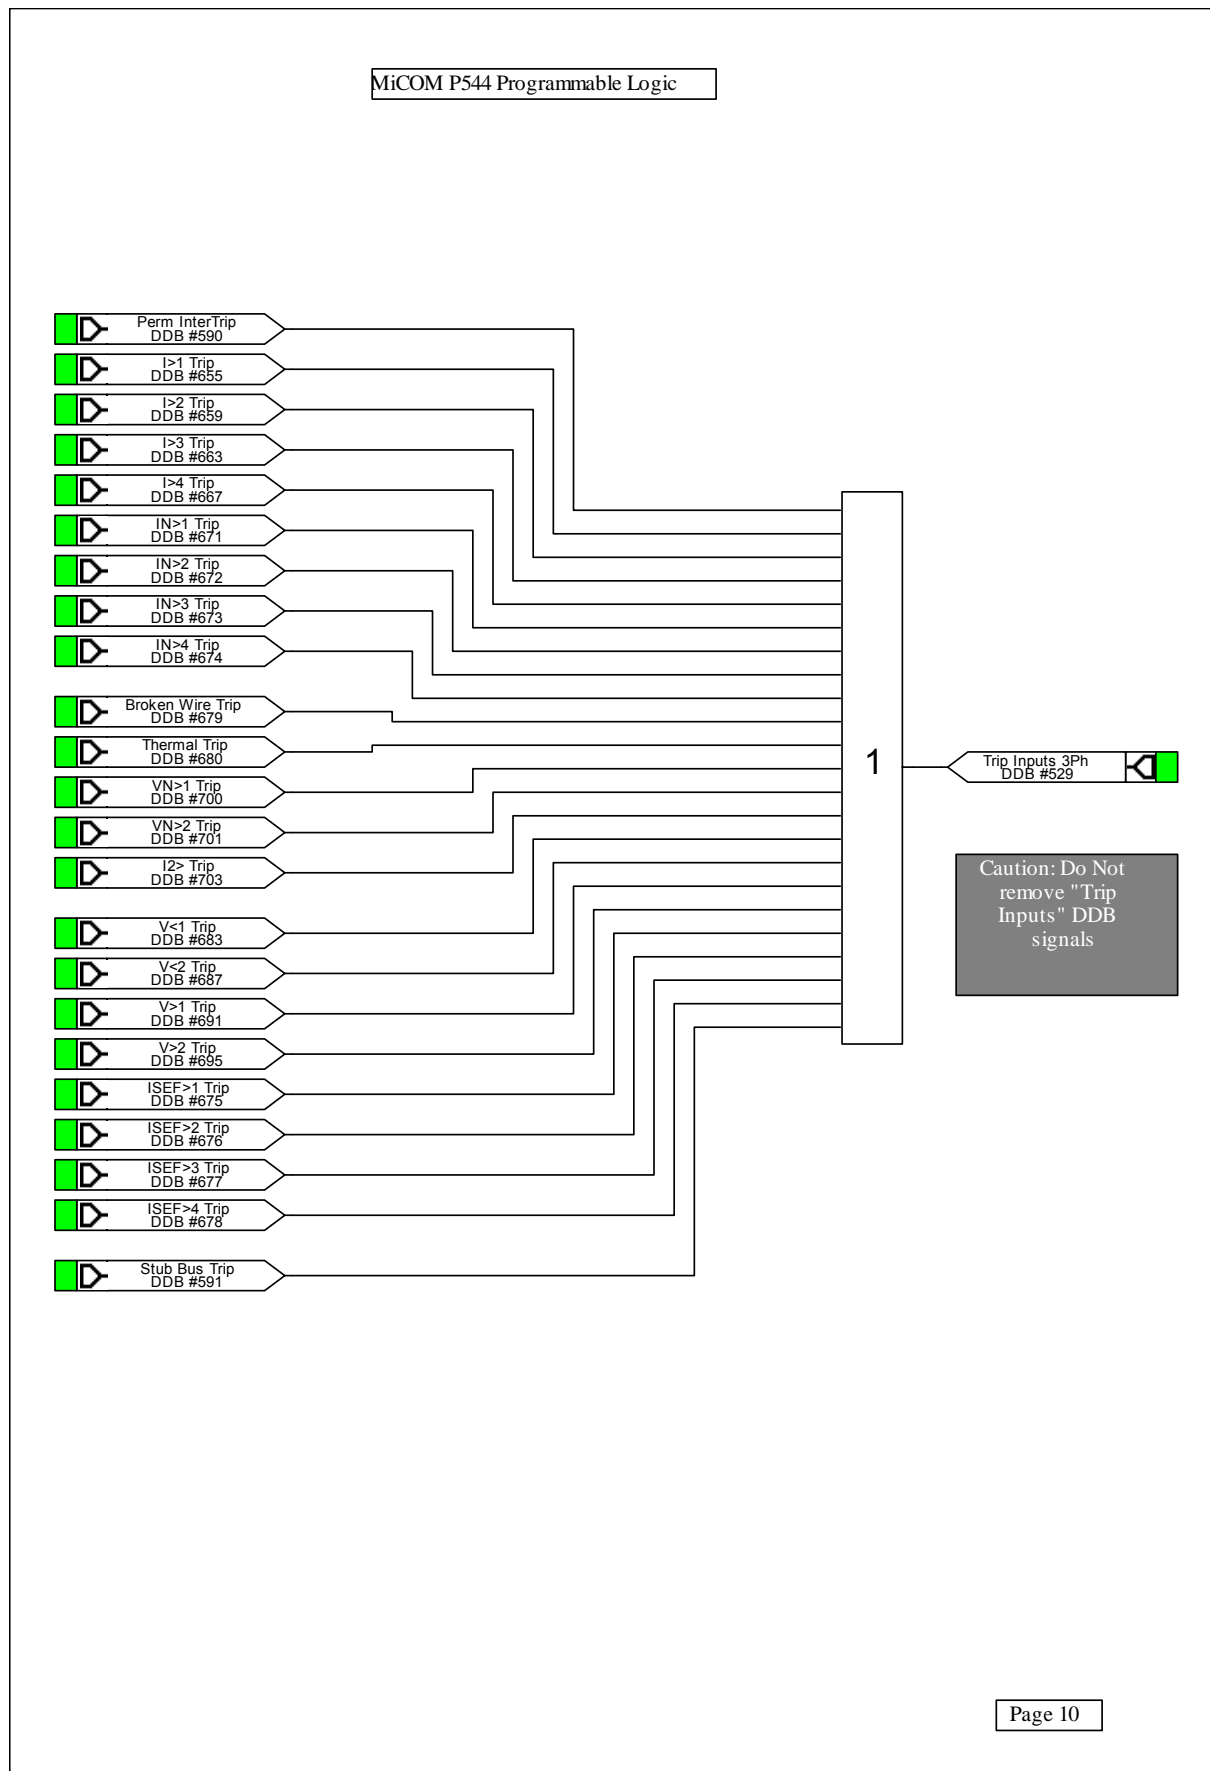 MiCOM P544 Programmable Logic
Perm InterTrip
DDB #590
I>1 Trip
DDB #655
I>2 Trip
DDB #659
I>3 Trip
DDB #663
I>4 Trip
DDB #667
IN>1 Trip
DDB #671
IN>2 Trip
DDB #672
IN>3 Trip
DDB #673
IN>4 Trip
DDB #674
Broken Wire Trip
DDB #679
Thermal Trip
DDB #680
VN>1 Trip
DDB #700
VN>2 Trip
DDB #701
I2> Trip
DDB #703
V<1 Trip
DDB #683
V<2 Trip
DDB #687
V>1 Trip
DDB #691
V>2 Trip
DDB #695
ISEF>1 Trip
DDB #675
ISEF>2 Trip
DDB #676
ISEF>3 Trip
DDB #677
ISEF>4 Trip
DDB #678
Stub Bus Trip
DDB #591
1
Trip Inputs 3Ph
DDB #529
Caution: Do Not
remove "Trip
Inputs" DDB
signals
Page 10